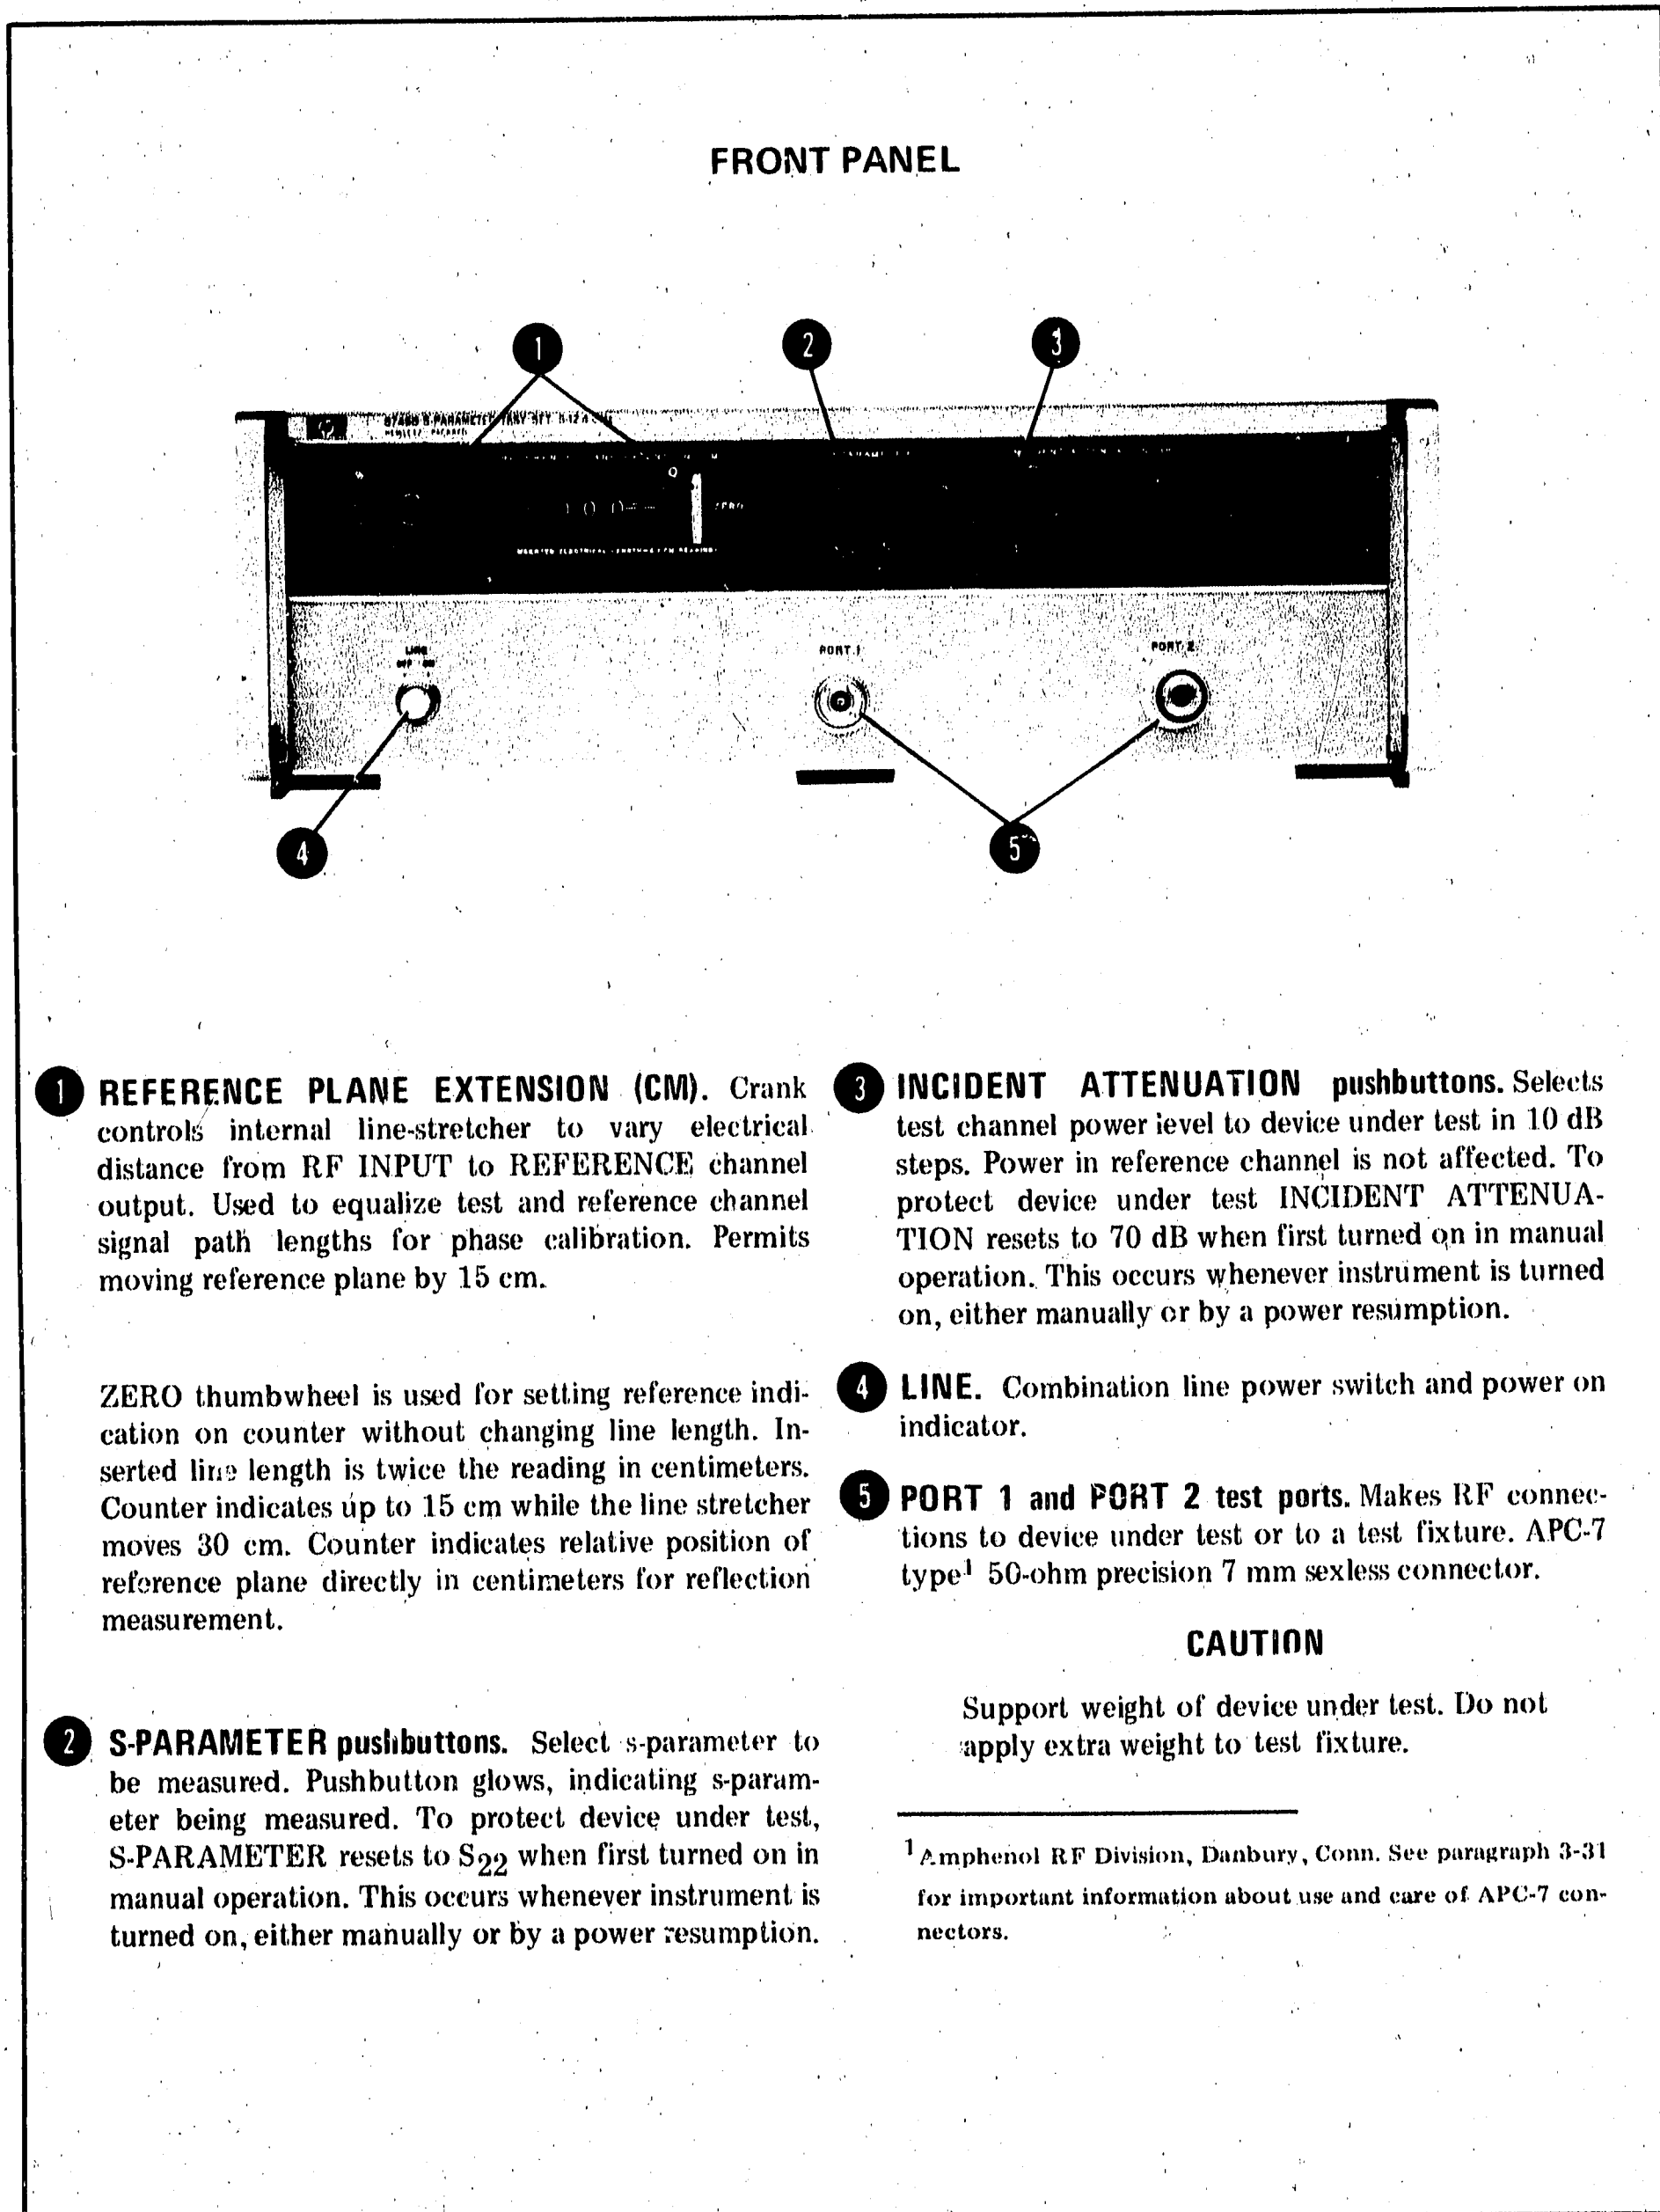 FRONT PANEL
1
2
3
HEWLETT PACKARD
ZERO
LINE
OFF ON
PORT 1
PORT 2
4
5
1 REFERENCE PLANE EXTENSION (CM). Crank
controls internal line-stretcher to vary electrical
distance from RF INPUT to REFERENCE channel
output. Used to equalize test and reference channel
signal path lengths for phase calibration. Permits
moving reference plane by 15 cm.
ZERO thumbwheel is used for setting reference indi-
cation on counter without changing line length. In-
serted line length is twice the reading in centimeters.
Counter indicates up to 15 cm while the line stretcher
moves 30 cm. Counter indicates relative position of
reference plane directly in centimeters for reflection
measurement.
2 S-PARAMETER pushbuttons. Select s-parameter to
be measured. Pushbutton glows, indicating s-param-
eter being measured. To protect device under test,
S-PARAMETER resets to S22 when first turned on in
manual operation. This occurs whenever instrument is
turned on, either manually or by a power resumption.
3 INCIDENT ATTENUATION pushbuttons. Selects
test channel power level to device under test in 10 dB
steps. Power in reference channel is not affected. To
protect device under test INCIDENT ATTENUA-
TION resets to 70 dB when first turned on in manual
operation. This occurs whenever instrument is turned
on, either manually or by a power resumption.
4 LINE. Combination line power switch and power on
indicator.
5 PORT 1 and PORT 2 test ports. Makes RF connec-
tions to device under test or to a test fixture. APC-7
type1 50-ohm precision 7 mm sexless connector.
CAUTION
Support weight of device under test. Do not
apply extra weight to test fixture.
1 Amphenol RF Division, Danbury, Conn. See paragraph 3-31
for important information about use and care of APC-7 con-
nectors.